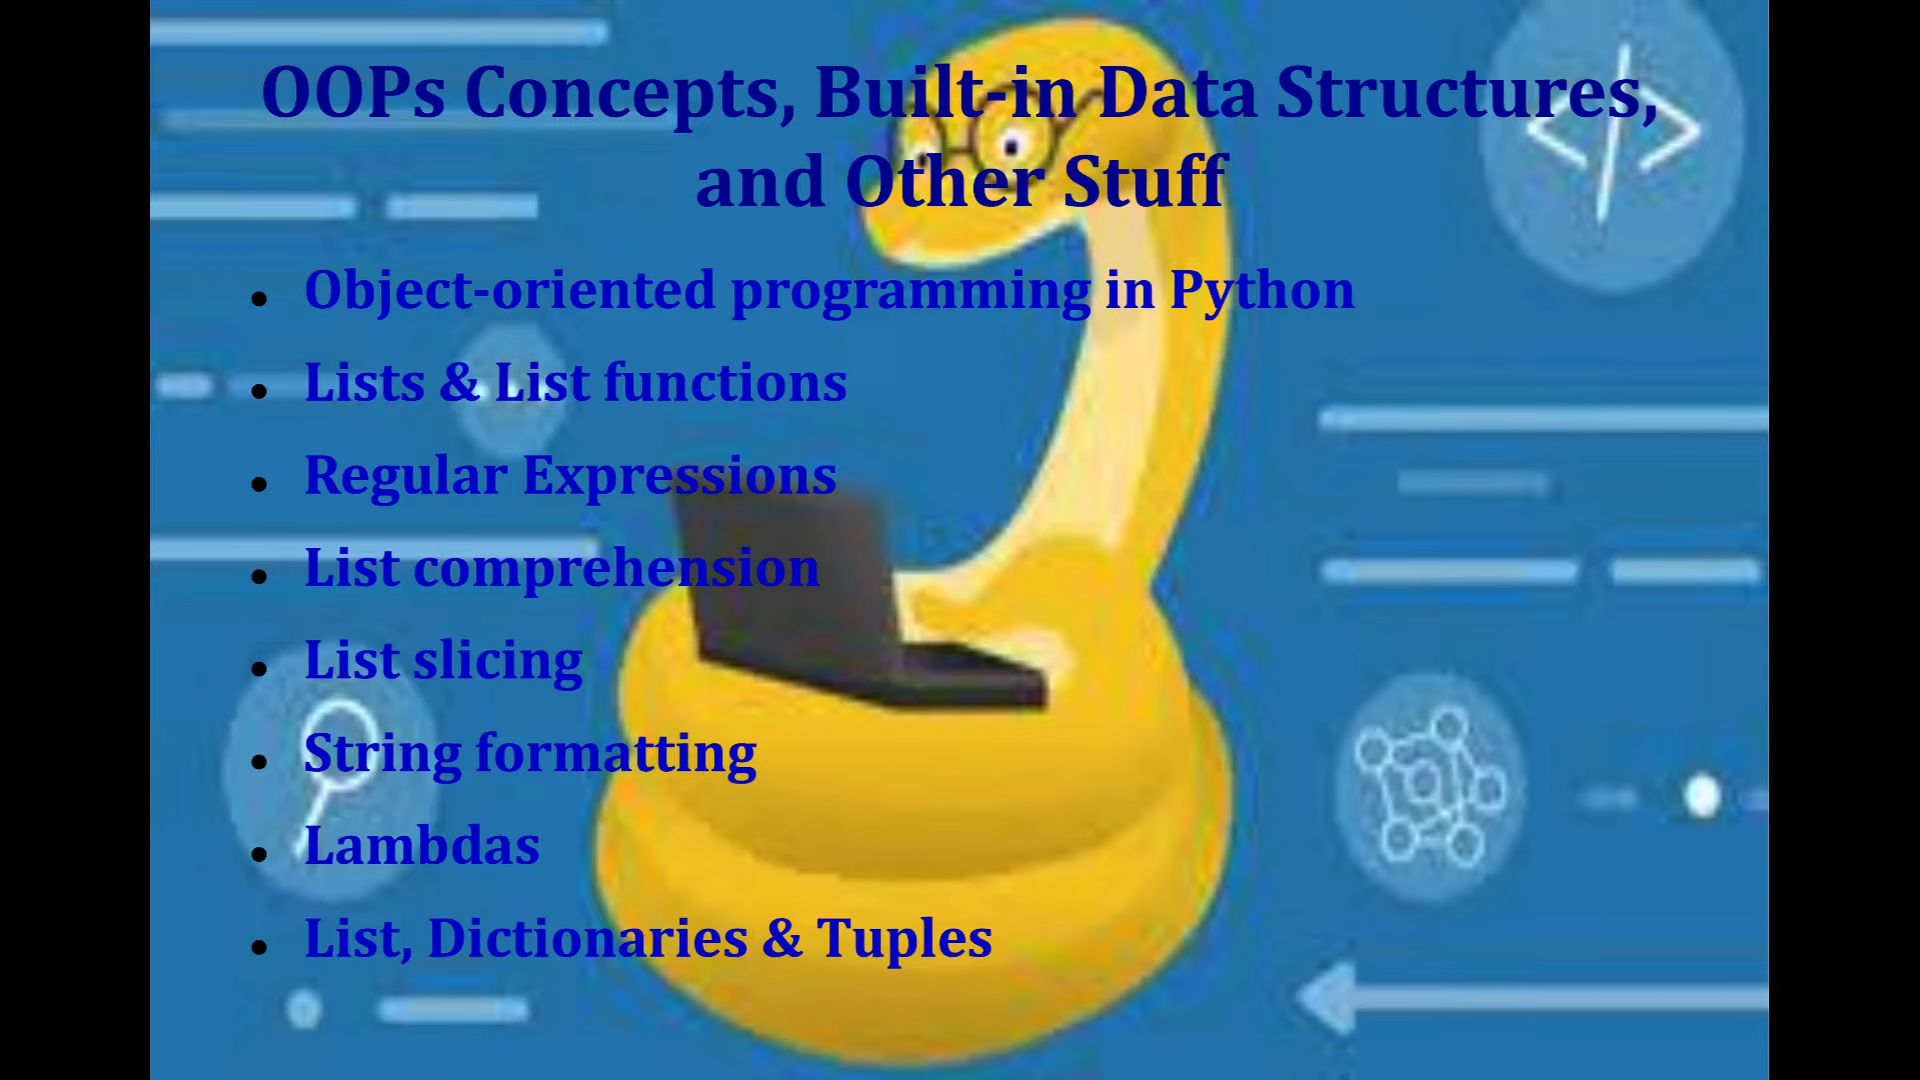 OOPs Concepts, Built-in Data Structures,
and Other Stuff
• Object-oriented programming in Python
• Lists & List functions
• Regular Expressions
• List comprehension
• List slicing
• String formatting
• Lambdas
• List, Dictionaries & Tuples